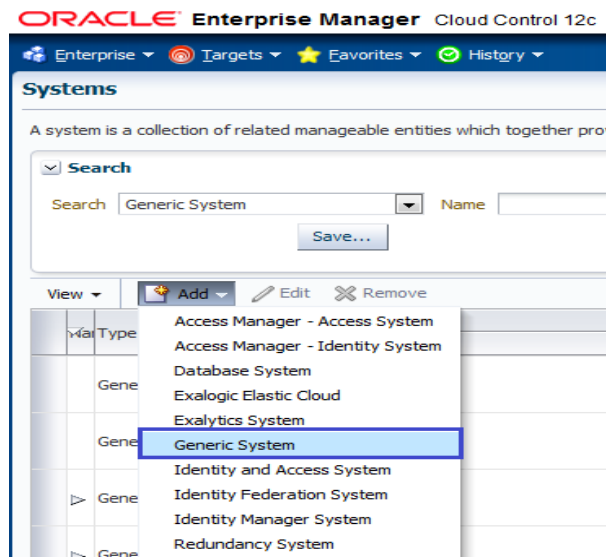 ORACLE Enterprise Manager Cloud Control 12c
Enterprise Targets Favorites History
Systems
A system is a collection of related manageable entities which together pro
Search
Search Generic System Name
Save...
View Add Edit Remove
Type
Access Manager - Access System
Access Manager - Identity System
Database System
Gene
Exalogic Elastic Cloud
Exalytics System
Gene
Generic System
Identity and Access System
Gene
Identity Federation System
Identity Manager System
Redundancy System
Gene